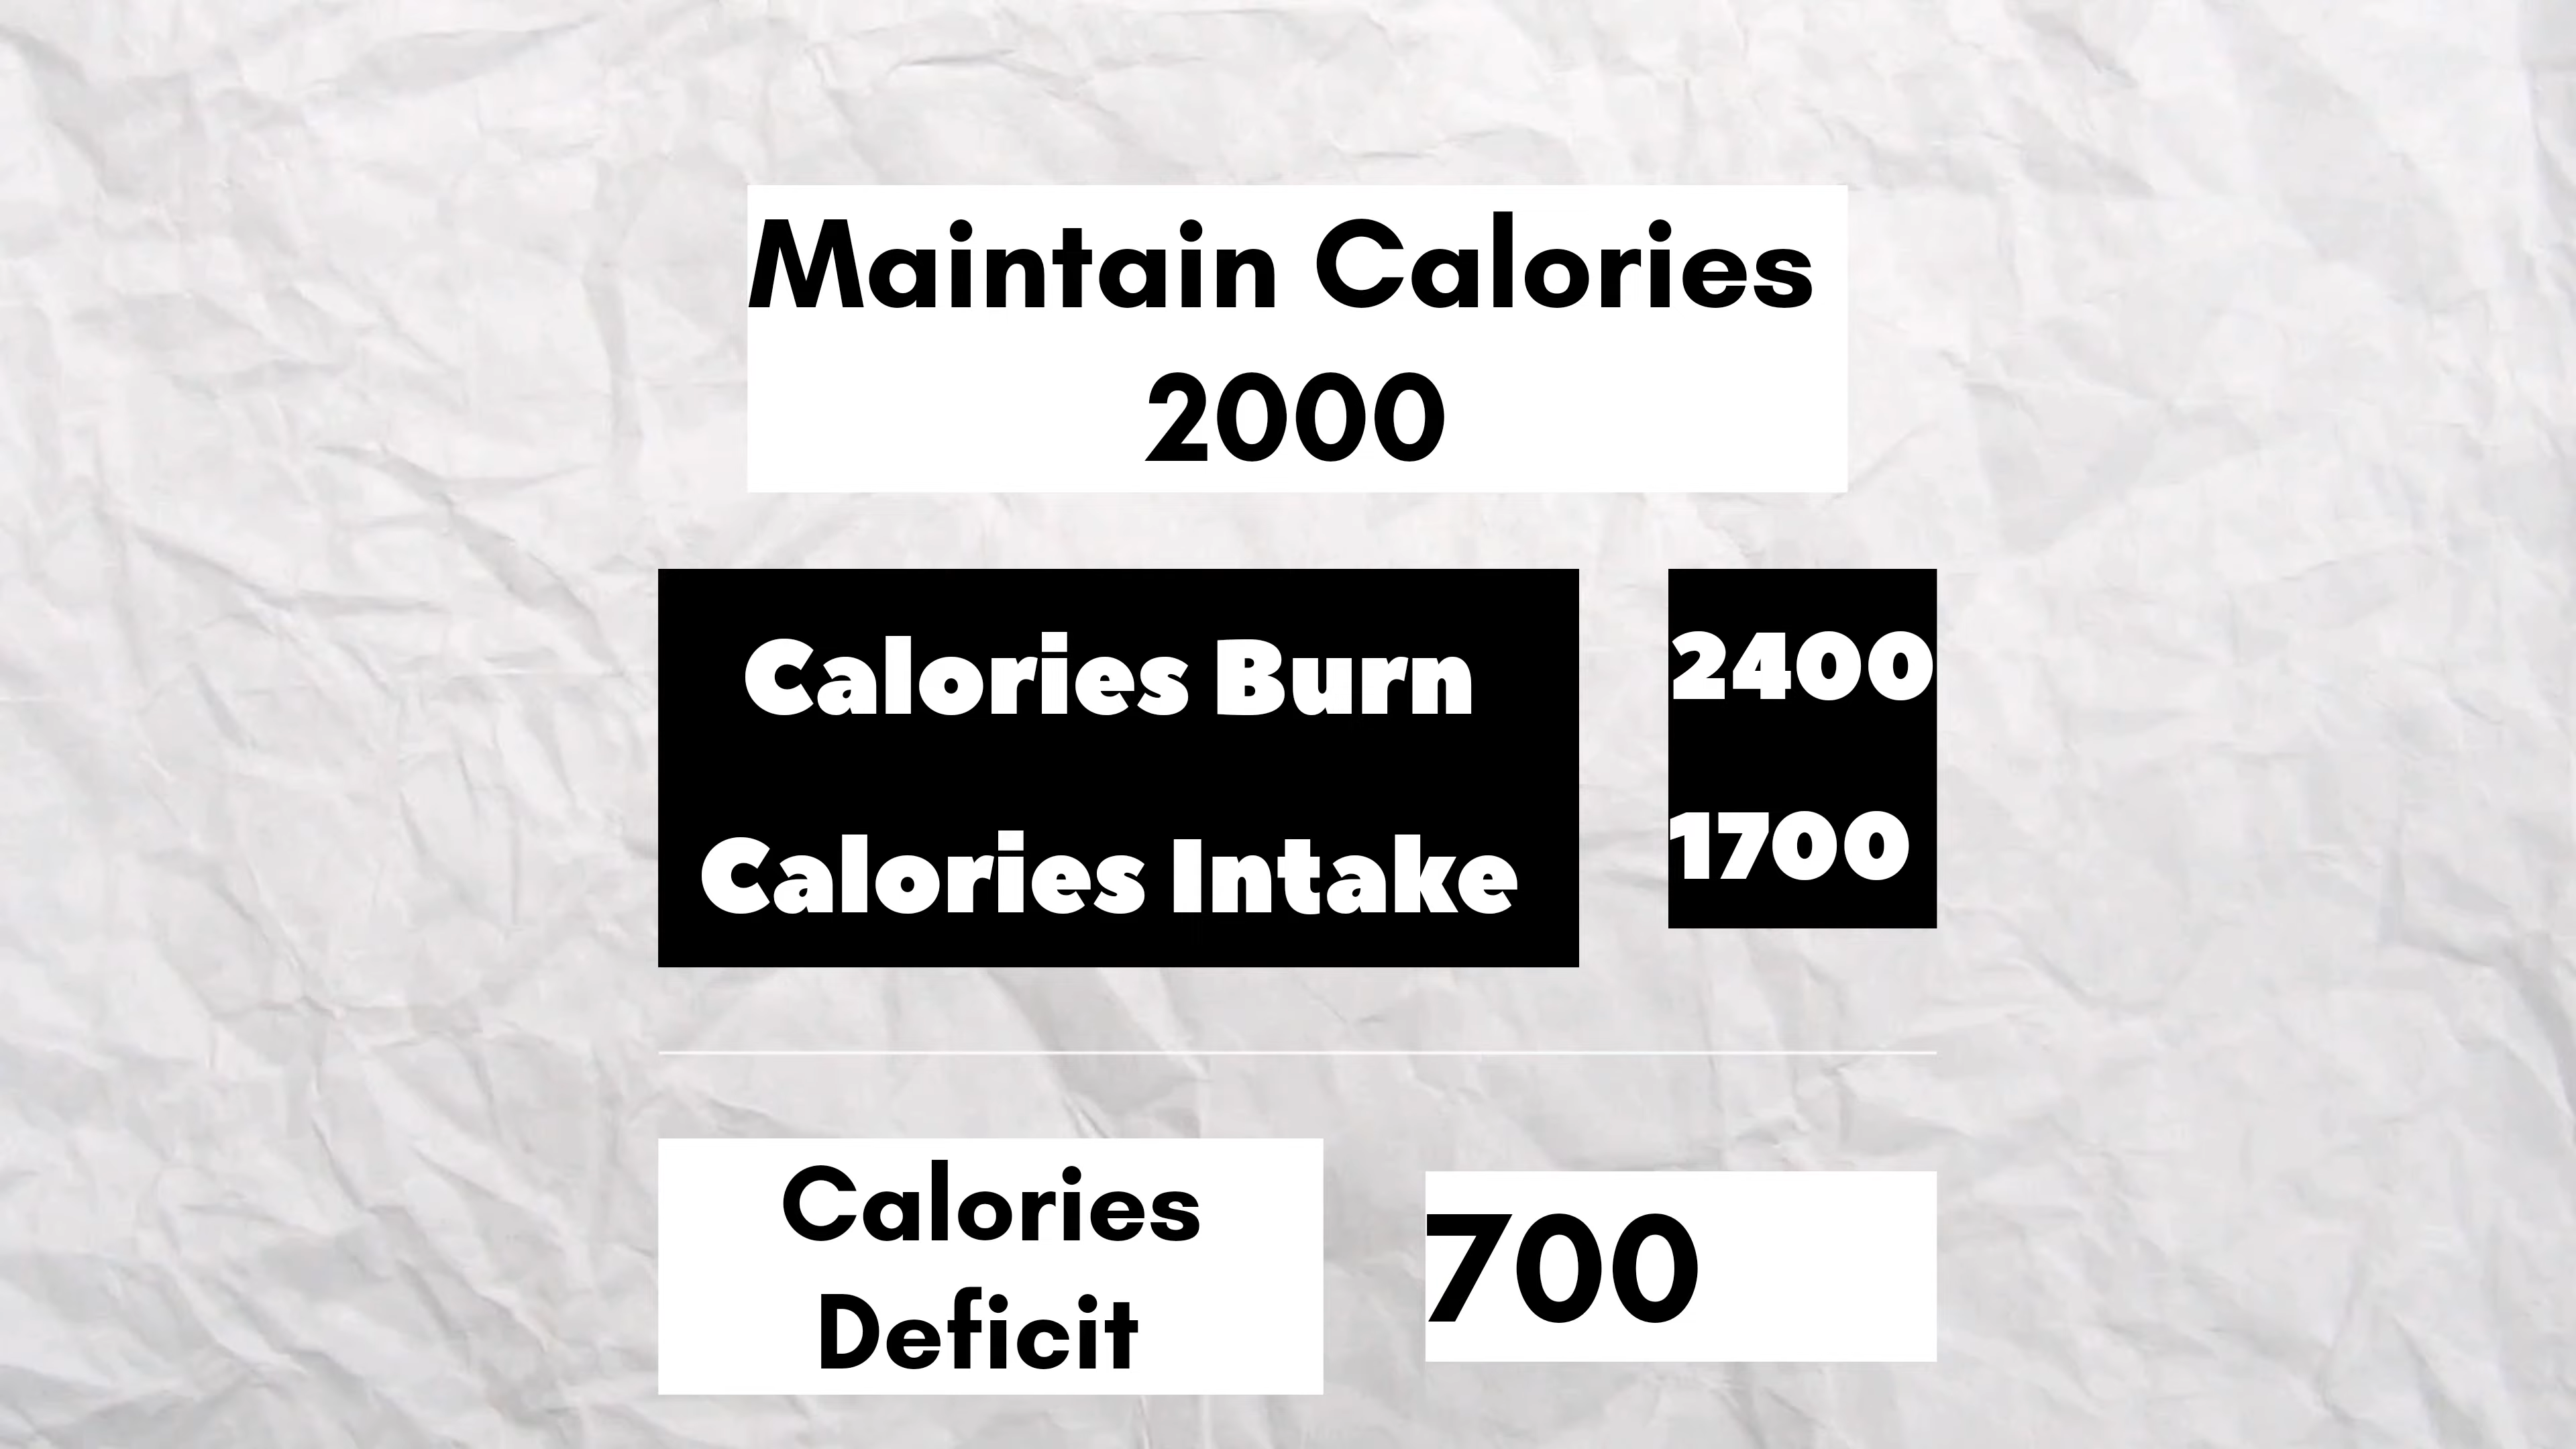 Maintain Calories
2000
Calories Burn
2400
Calories Intake
1700
Calories
Deficit
700